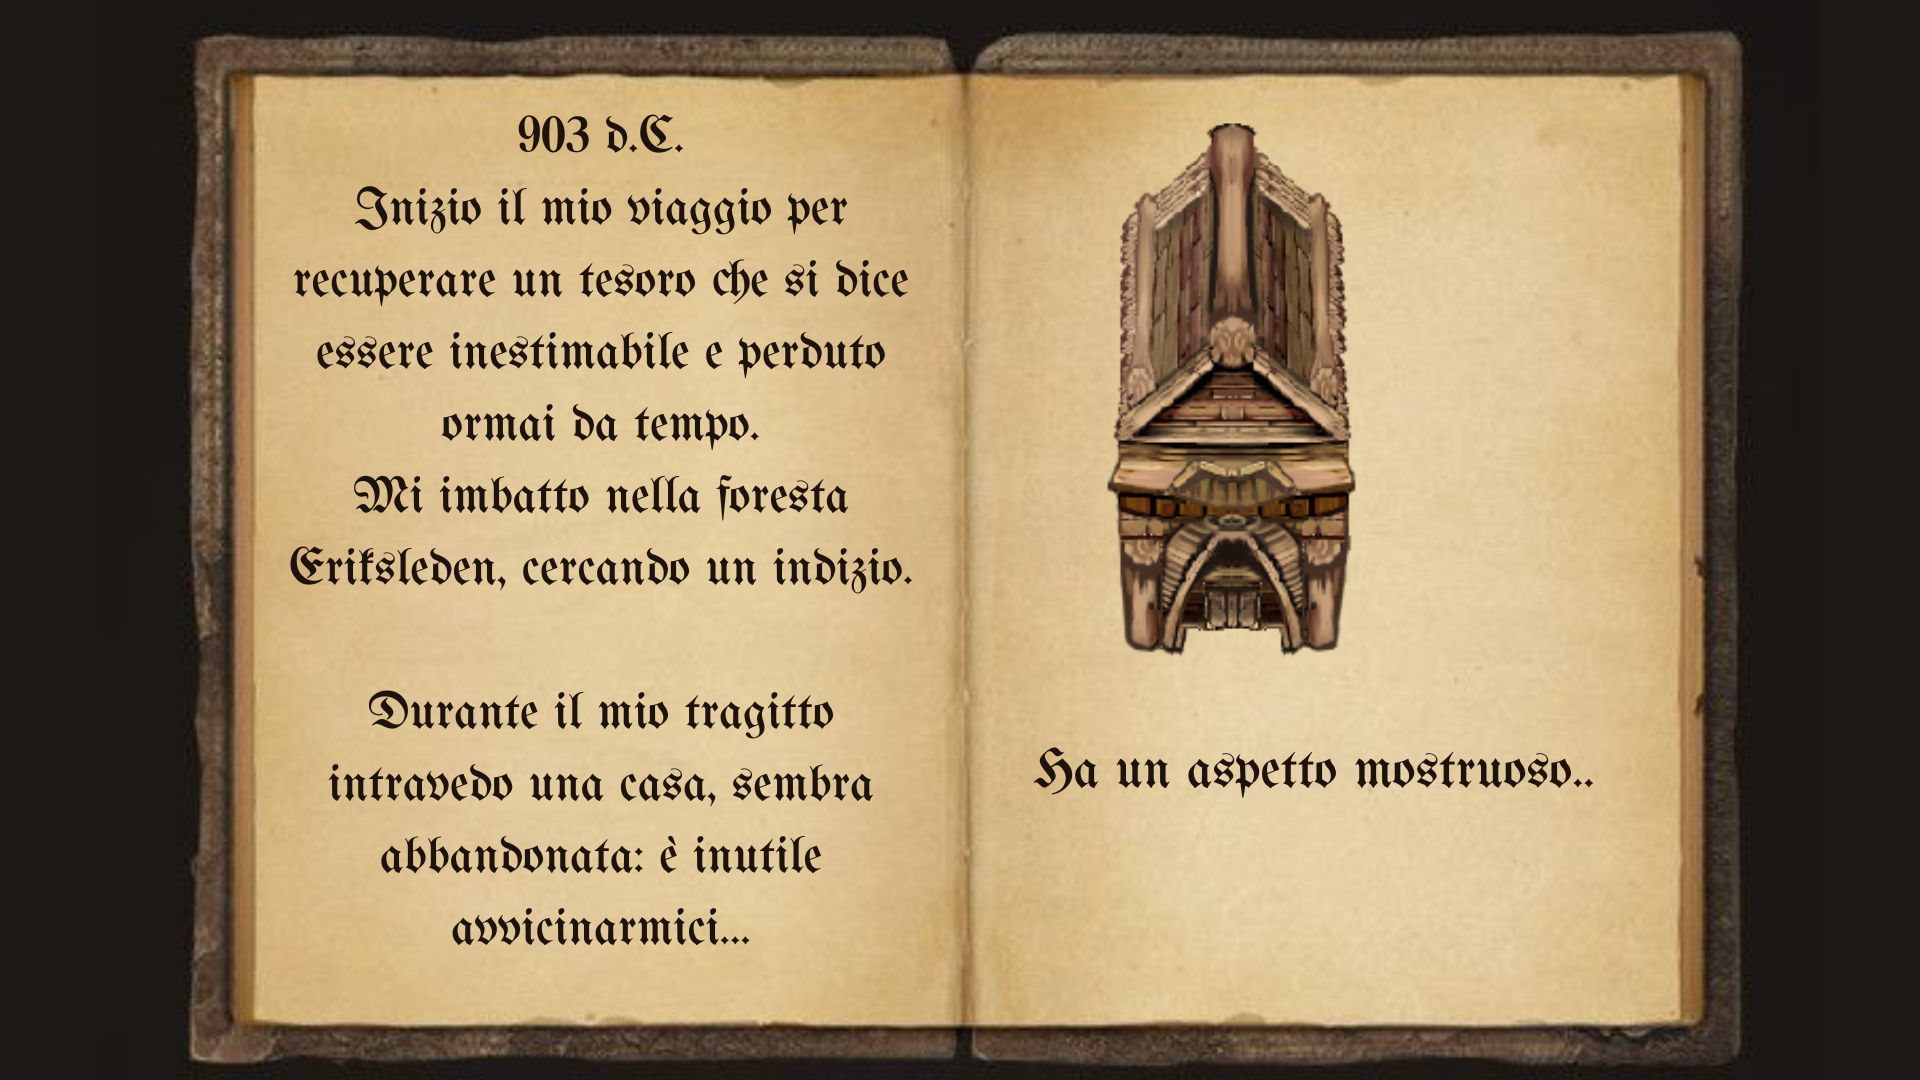 903 d.C.
Inizio il mio viaggio per
recuperare un tesoro che si dice
essere inestimabile e perduto
ormai da tempo.
Mi imbatto nella foresta
Eriksleden, cercando un indizio.
Durante il mio tragitto
intravedo una casa, sembra
abbandonata: è inutile
avvicinarmici...
Ha un aspetto mostruoso..